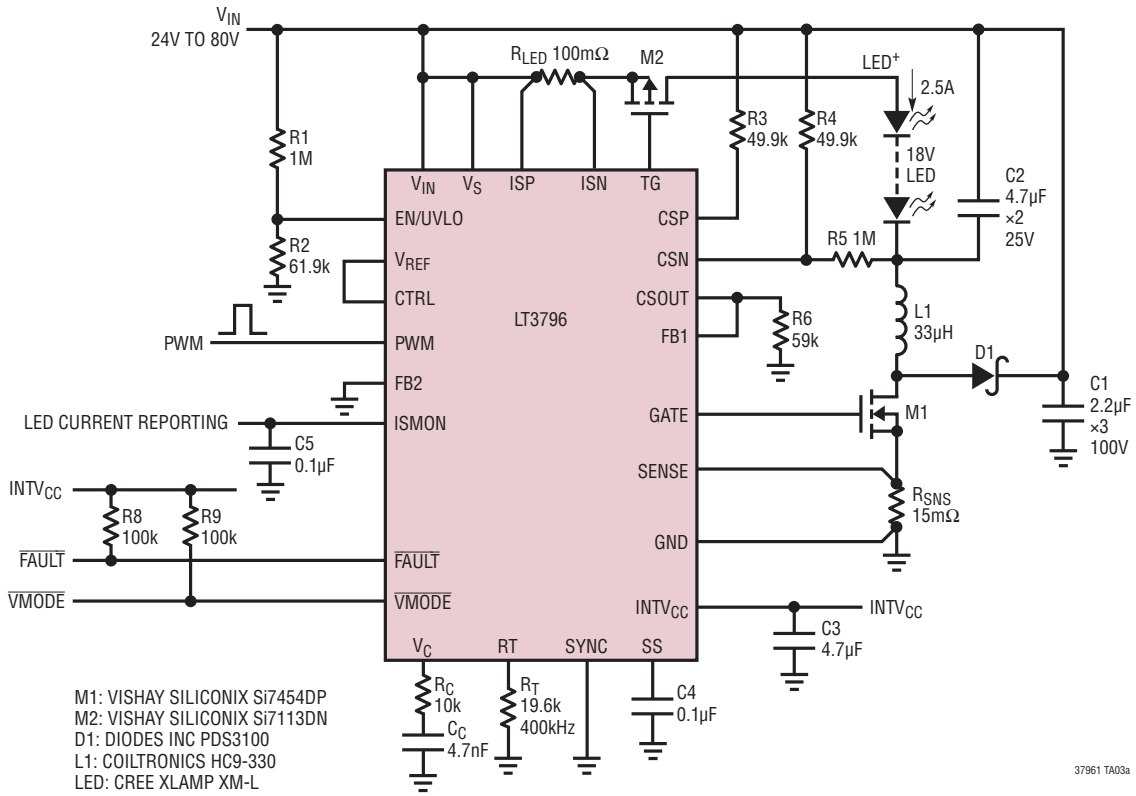 VIN
24V TO 80V
RLED 100mΩ
M2
LED+
2.5A
R1
1M
R3
49.9k
R4
49.9k
18V
LED
C2
4.7µF
×2
25V
VIN
VS
ISP
ISN
TG
EN/UVLO
CSP
R2
61.9k
VREF
CSN
R5 1M
CTRL
CSOUT
LT3796
R6
59k
L1
33µH
FB1
PWM
PWM
D1
FB2
C1
2.2µF
×3
100V
LED CURRENT REPORTING
ISMON
GATE
M1
C5
0.1µF
SENSE
INTVCC
R8
100k
R9
100k
RSNS
15mΩ
GND
FAULT
FAULT
VMODE
VMODE
INTVCC
INTVCC
C3
4.7µF
VC
RT
SYNC
SS
RC
10k
RT
19.6k
400kHz
C4
0.1µF
CC
4.7nF
M1: VISHAY SILICONIX Si7454DP
M2: VISHAY SILICONIX Si7113DN
D1: DIODES INC PDS3100
L1: COILTRONICS HC9-330
LED: CREE XLAMP XM-L
37961 TA03a